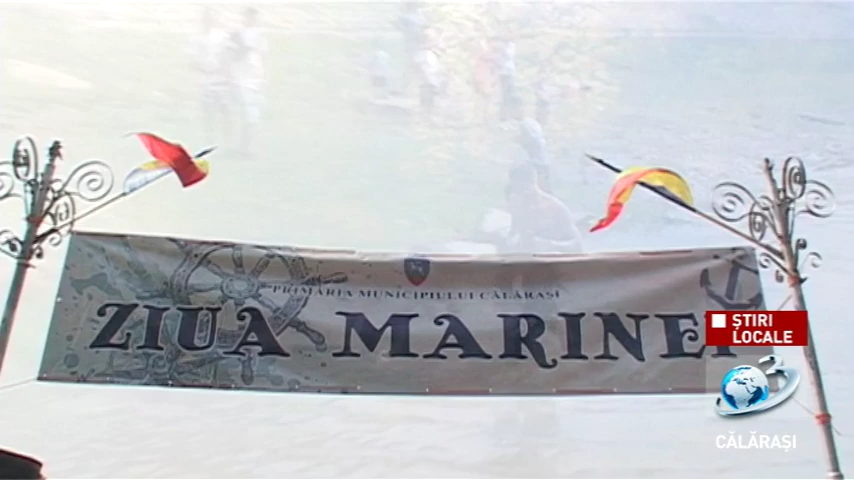 PRIMĂRIA MUNICIPIULUI CĂLĂRAȘI
ZIUA MARINEI
ȘTIRI
LOCALE
3
CĂLĂRAȘI